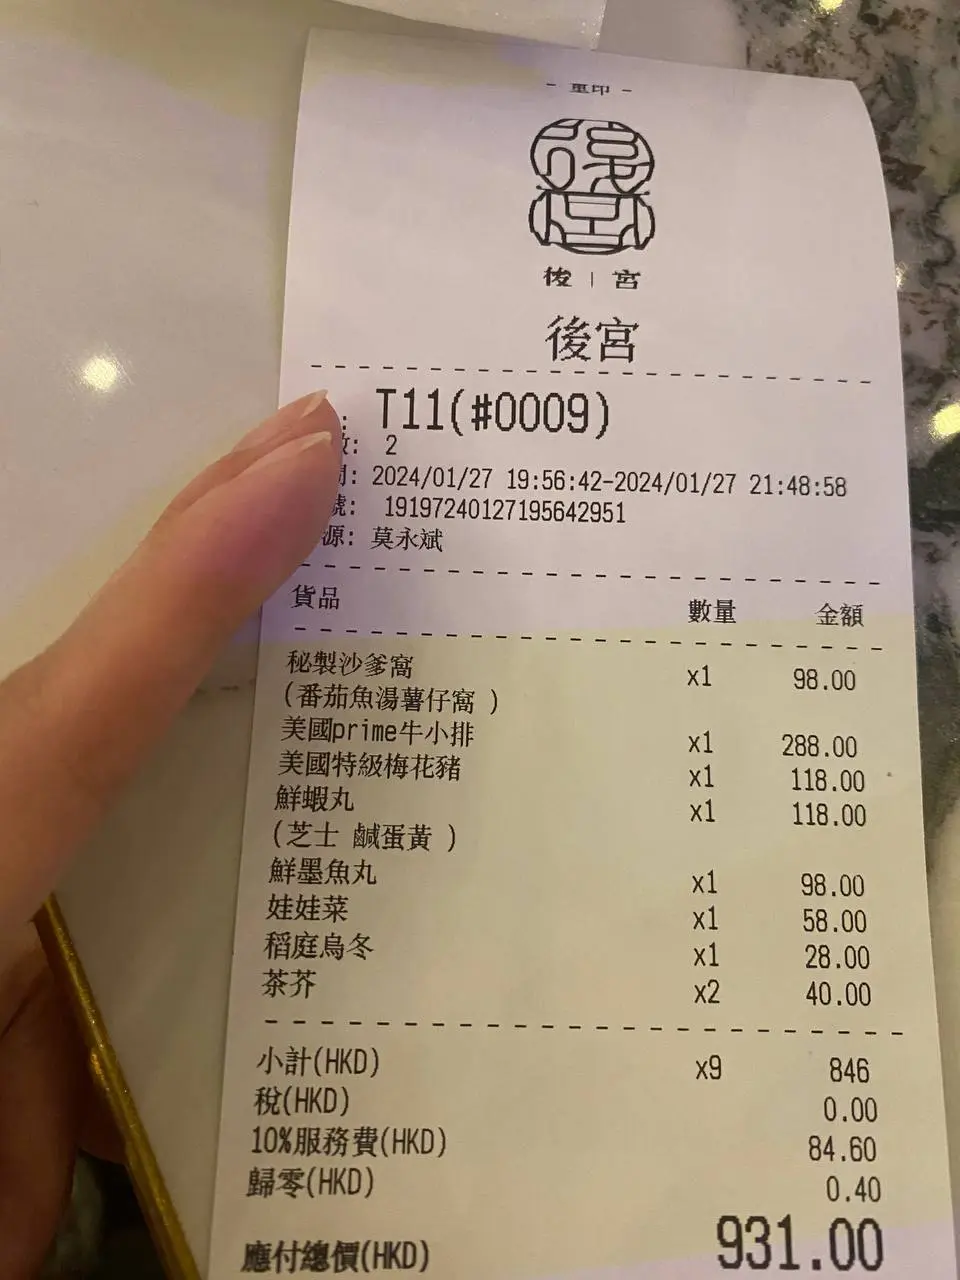 - 重印 -
後宮
後 | 宮
後宮
: T11(#0009)
數: 2
間: 2024/01/27 19:56:42-2024/01/27 21:48:58
號: 19197240127195642951
源: 莫永斌
貨品 數量 金額
秘製沙爹窩 x1 98.00
(番茄魚湯薯仔窩 )
美國prime牛小排 x1 288.00
美國特級梅花豬 x1 118.00
鮮蝦丸 x1 118.00
(芝士 鹹蛋黃 )
鮮墨魚丸 x1 98.00
娃娃菜 x1 58.00
稻庭烏冬 x1 28.00
茶芥 x2 40.00
小計(HKD) x9 846
稅(HKD) 0.00
10%服務費(HKD) 84.60
歸零(HKD) 0.40
應付總價(HKD) 931.00